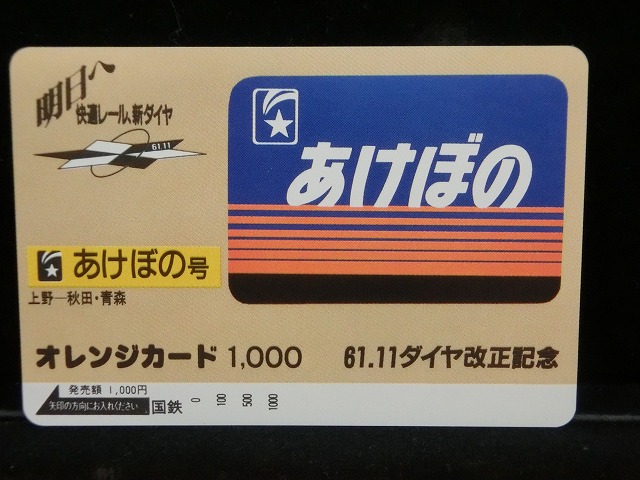 明日へ
快適レール、新ダイヤ
61.11
あけぼの
あけぼの号
上野─秋田・青森
オレンジカード 1,000
61.11ダイヤ改正記念
発売額 1,000円
矢印の方向にお入れください
国鉄
0 100 500 1000